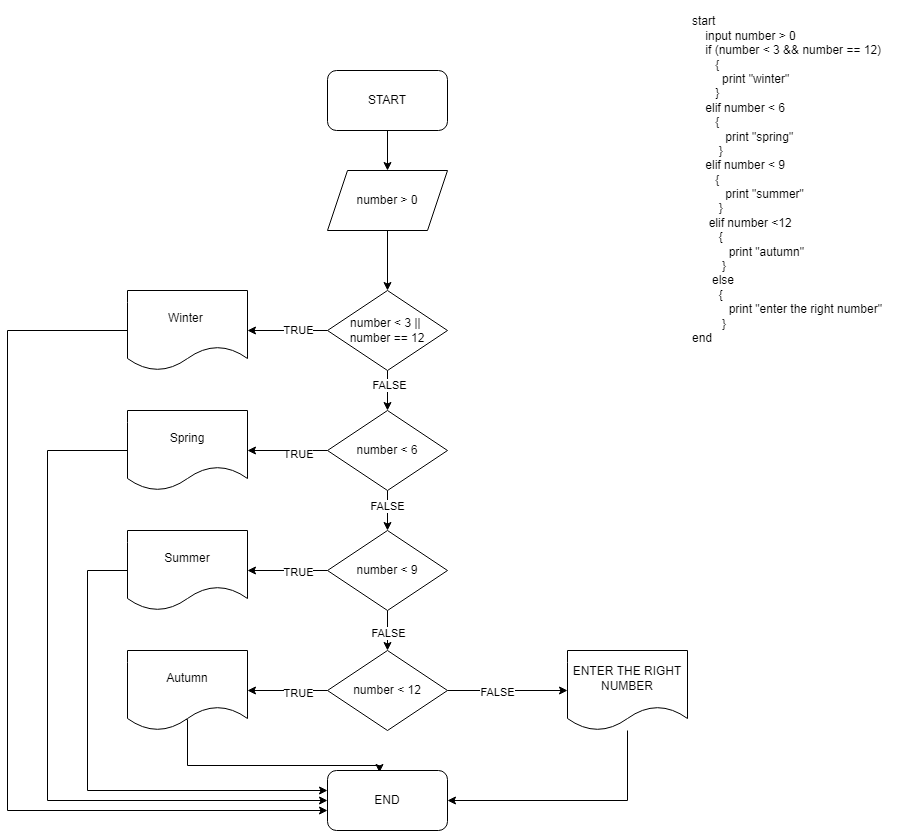 START
number > 0
number < 3 ||
number == 12
TRUE
Winter
FALSE
number < 6
TRUE
Spring
FALSE
number < 9
TRUE
Summer
FALSE
number < 12
TRUE
Autumn
FALSE
ENTER THE RIGHT
NUMBER
END
start
input number > 0
if (number < 3 && number == 12)
{
print "winter"
}
elif number < 6
{
print "spring"
}
elif number < 9
{
print "summer"
}
elif number <12
{
print "autumn"
}
else
{
print "enter the right number"
}
end